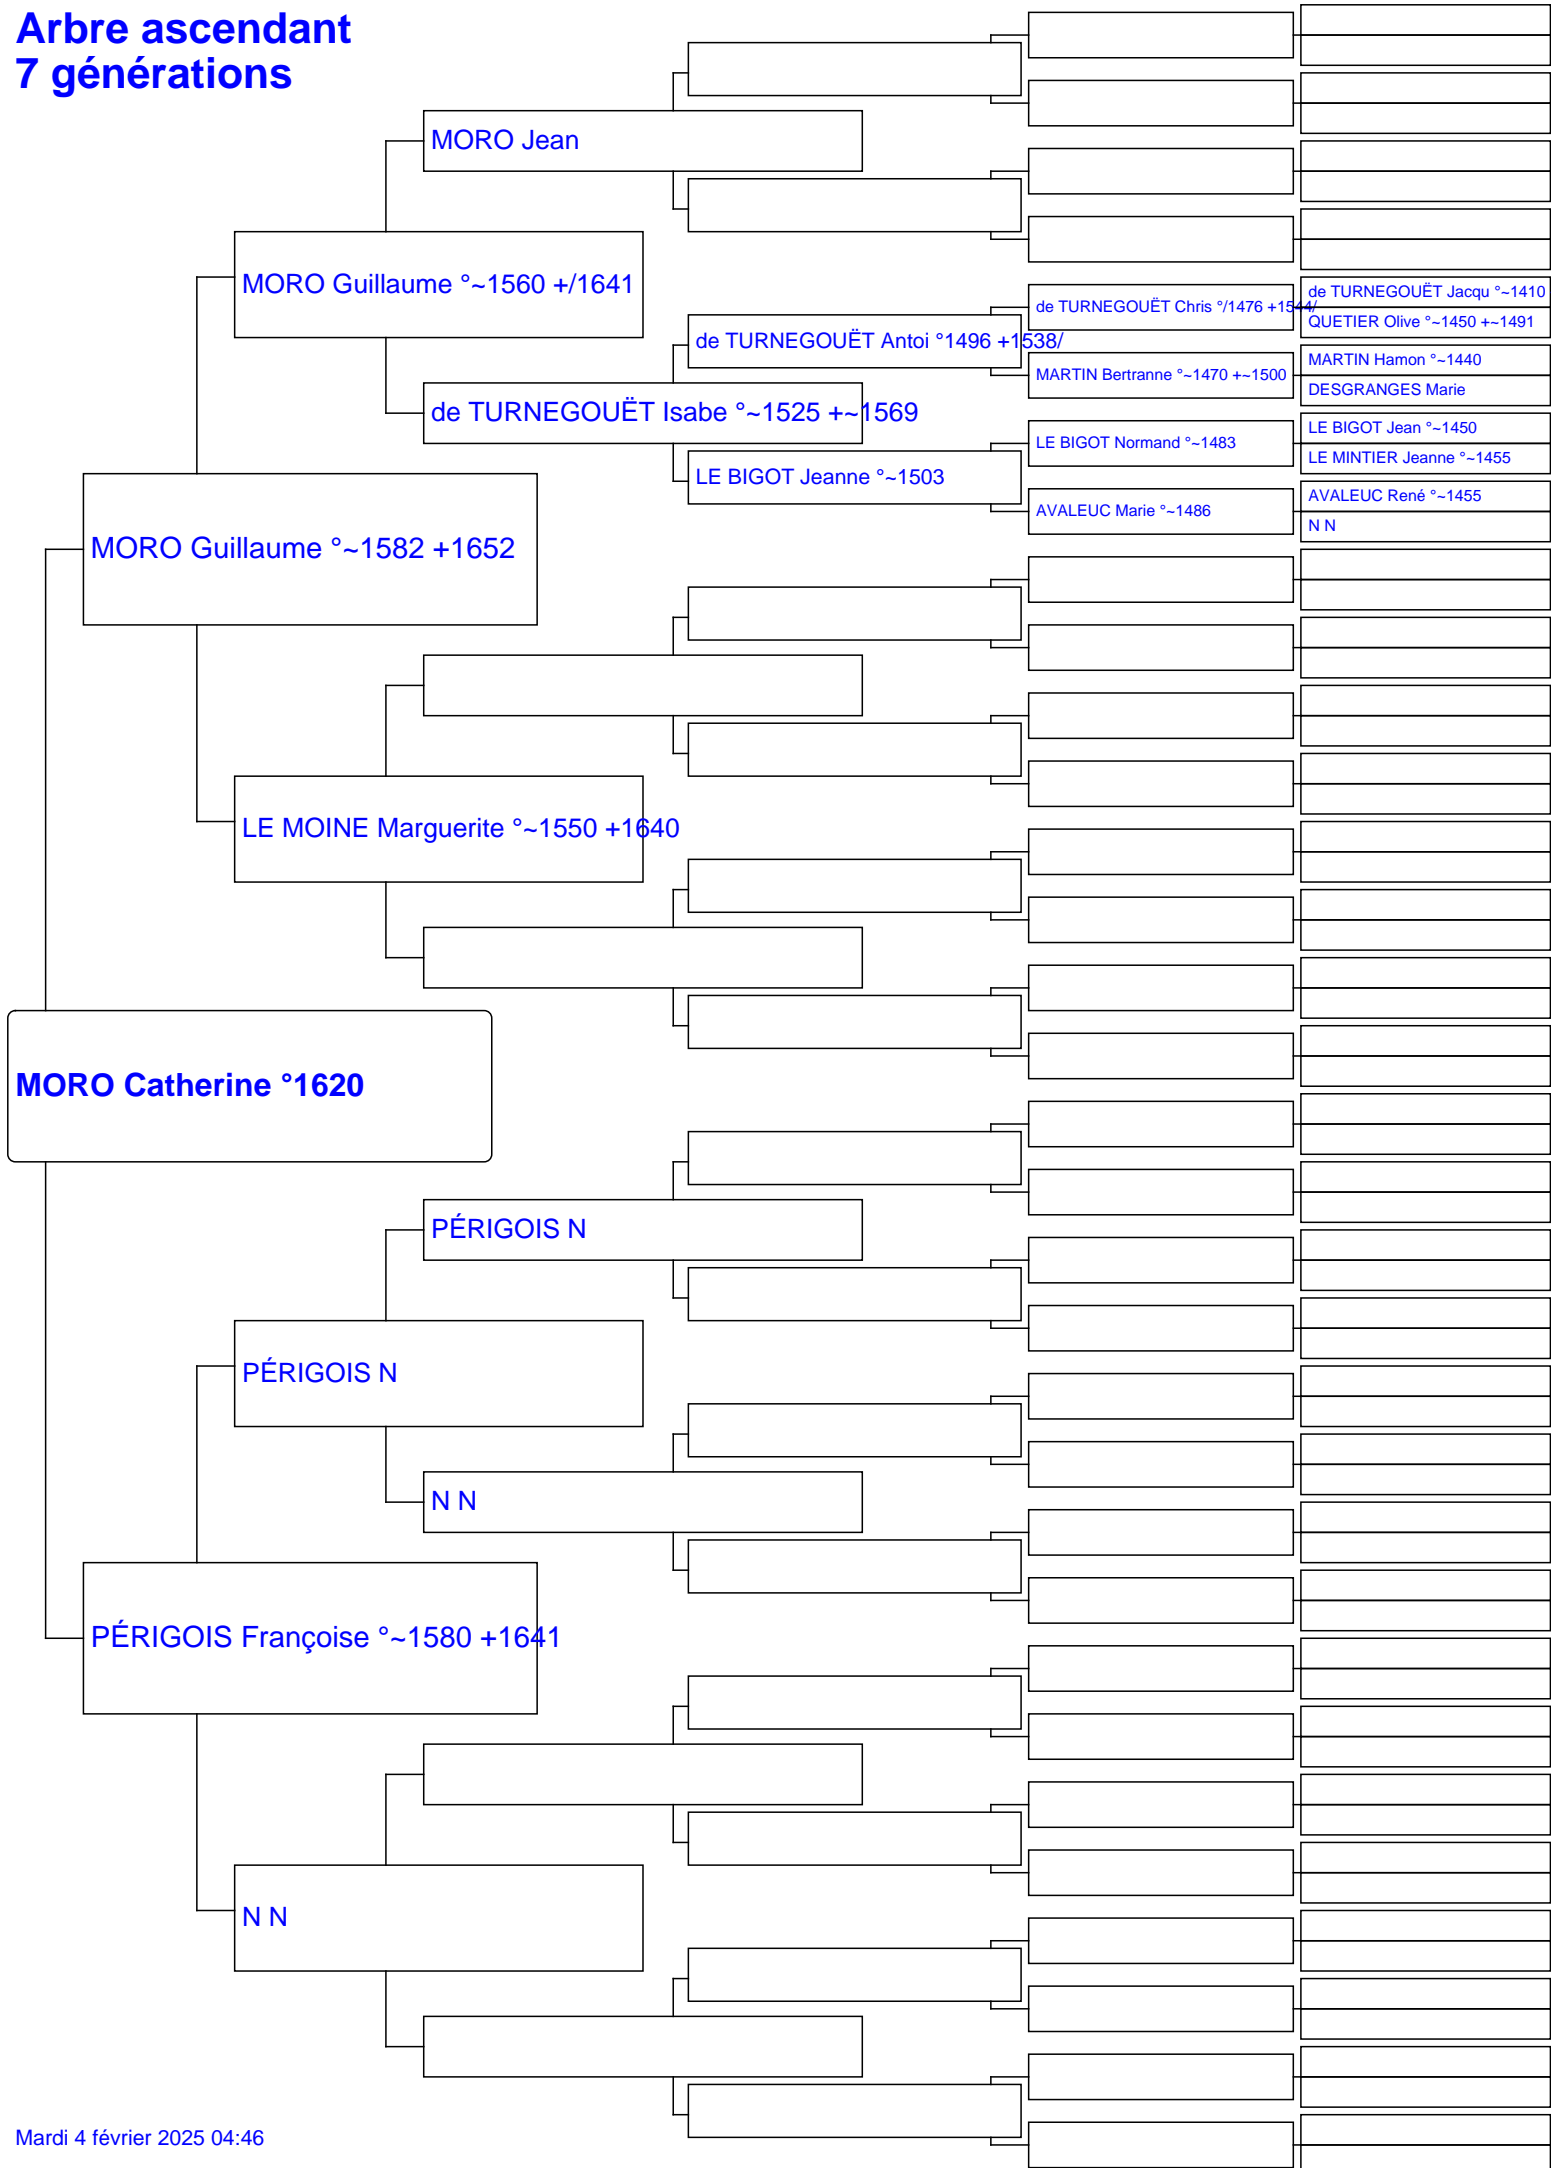 Arbre ascendant
7 générations
MORO Jean
MORO Guillaume °~1560 +/1641
de TURNEGOUËT Jacqu °~1410
de TURNEGOUËT Chris °/1476 +1544/
QUETIER Olive °~1450 +~1491
de TURNEGOUËT Antoi °1496 +1538/
MARTIN Hamon °~1440
MARTIN Bertranne °~1470 +~1500
DESGRANGES Marie
de TURNEGOUËT Isabe °~1525 +~1569
LE BIGOT Jean °~1450
LE BIGOT Normand °~1483
LE MINTIER Jeanne °~1455
LE BIGOT Jeanne °~1503
AVALEUC René °~1455
AVALEUC Marie °~1486
N N
MORO Guillaume °~1582 +1652
LE MOINE Marguerite °~1550 +1640
MORO Catherine °1620
PÉRIGOIS N
PÉRIGOIS N
N N
PÉRIGOIS Françoise °~1580 +1641
N N
Mardi 4 février 2025 04:46